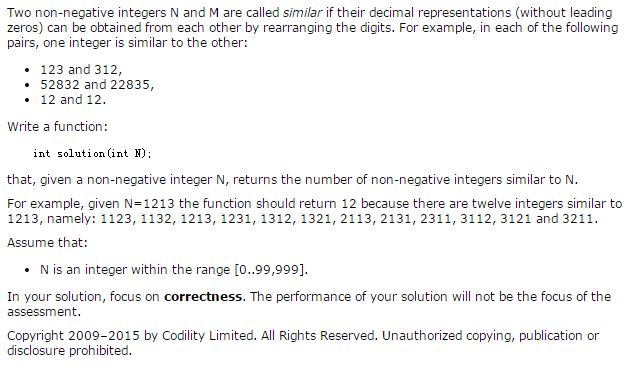 Two non-negative integers N and M are called similar if their decimal representations (without leading
zeros) can be obtained from each other by rearranging the digits. For example, in each of the following
pairs, one integer is similar to the other:
• 123 and 312,
• 52832 and 22835,
• 12 and 12.
Write a function:
int solution(int N);
that, given a non-negative integer N, returns the number of non-negative integers similar to N.
For example, given N=1213 the function should return 12 because there are twelve integers similar to
1213, namely: 1123, 1132, 1213, 1231, 1312, 1321, 2113, 2131, 2311, 3112, 3121 and 3211.
Assume that:
• N is an integer within the range [0..99,999].
In your solution, focus on correctness. The performance of your solution will not be the focus of the
assessment.
Copyright 2009–2015 by Codility Limited. All Rights Reserved. Unauthorized copying, publication or
disclosure prohibited.